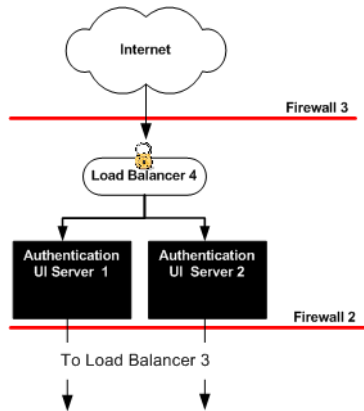 Internet
Firewall 3
Load Balancer 4
Authentication
UI Server 1
Authentication
UI Server 2
Firewall 2
To Load Balancer 3